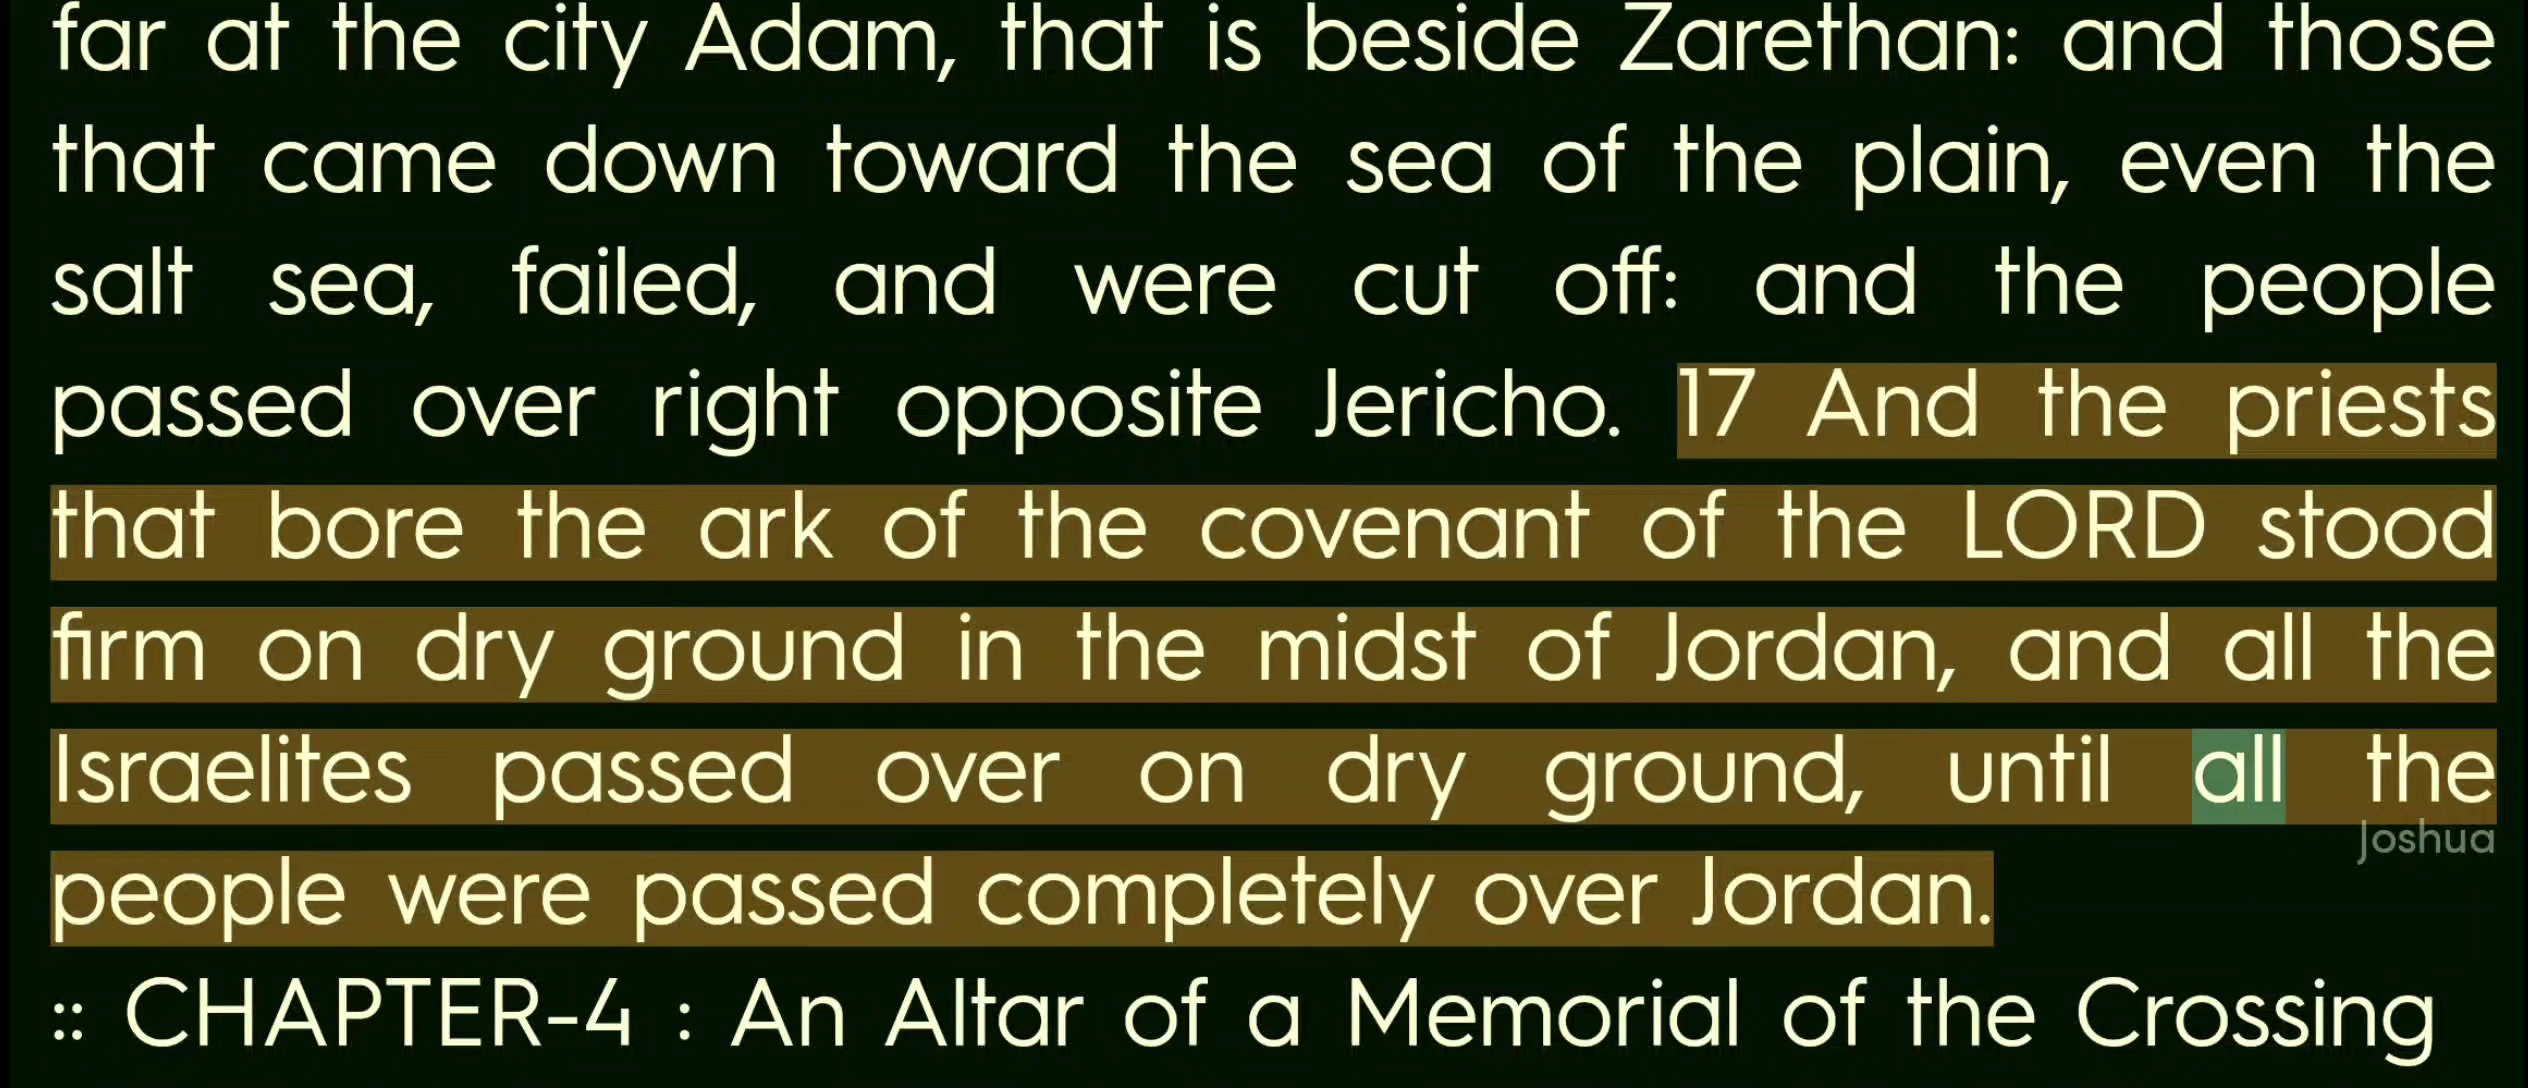 far at the city Adam, that is beside Zarethan: and those
that came down toward the sea of the plain, even the
salt sea, failed, and were cut off: and the people
passed over right opposite Jericho. 17 And the priests
that bore the ark of the covenant of the LORD stood
firm on dry ground in the midst of Jordan, and all the
Israelites passed over on dry ground, until all the
Joshua
people were passed completely over Jordan.
:: CHAPTER-4 : An Altar of a Memorial of the Crossing